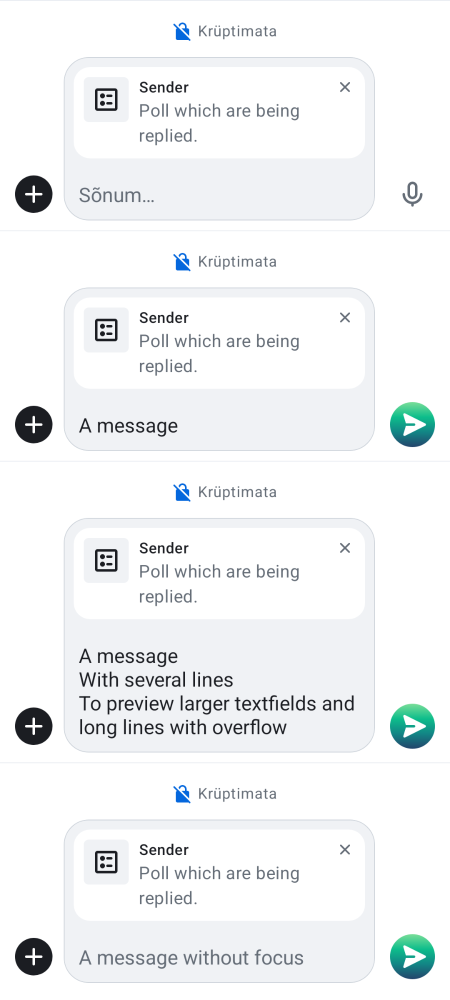 Krüptimata
Sender
Poll which are being
replied.
Sõnum…
Krüptimata
Sender
Poll which are being
replied.
A message
Krüptimata
Sender
Poll which are being
replied.
A message
With several lines
To preview larger textfields and
long lines with overflow
Krüptimata
Sender
Poll which are being
replied.
A message without focus